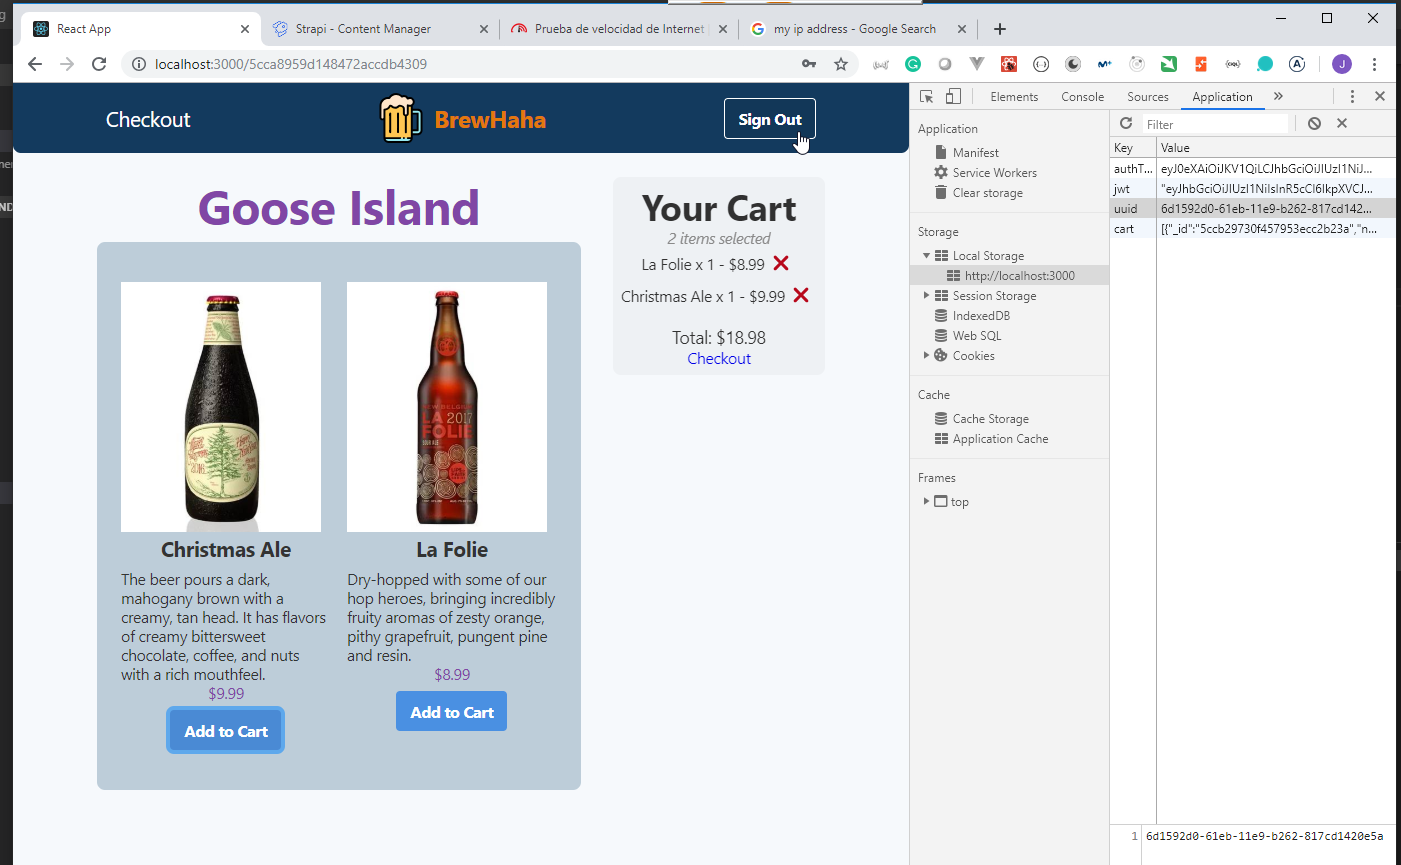 React App
Strapi - Content Manager
Prueba de velocidad de Internet
my ip address - Google Search
localhost:3000/5cca8959d148472accdb4309
J
Checkout
BrewHaha
Sign Out
Goose Island
Christmas Ale
The beer pours a dark,
mahogany brown with a
creamy, tan head. It has flavors
of creamy bittersweet
chocolate, coffee, and nuts
with a rich mouthfeel.
$9.99
Add to Cart
LA 2017
FOLIE
La Folie
Dry-hopped with some of our
hop heroes, bringing incredibly
fruity aromas of zesty orange,
pithy grapefruit, pungent pine
and resin.
$8.99
Add to Cart
Your Cart
2 items selected
La Folie x 1 - $8.99
Christmas Ale x 1 - $9.99
Total: $18.98
Checkout
Elements
Console
Sources
Application
Application
Manifest
Service Workers
Clear storage
Storage
Local Storage
http://localhost:3000
Session Storage
IndexedDB
Web SQL
Cookies
Cache
Cache Storage
Application Cache
Frames
top
Filter
Key Value
authT... eyJ0eXAiOiJKV1QiLCJhbGciOiJIUzI1NiJ...
jwt "eyJhbGciOiJIUzI1NiIsInR5cCI6IkpXVCJ...
uuid 6d1592d0-61eb-11e9-b262-817cd142...
cart [{"_id":"5ccb29730f457953ecc2b23a","n...
1 6d1592d0-61eb-11e9-b262-817cd1420e5a